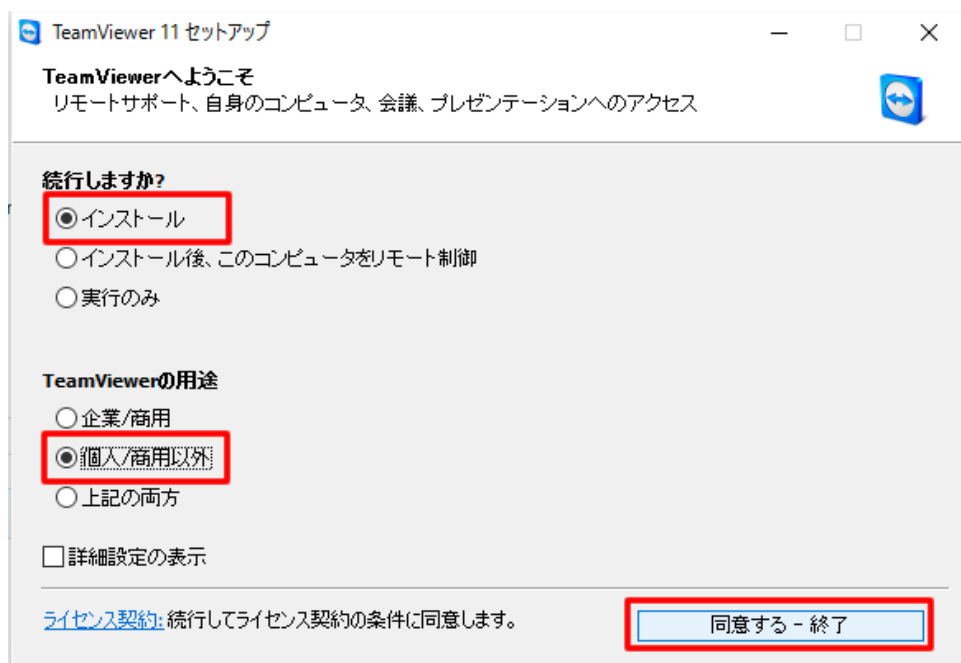 TeamViewer 11 セットアップ
TeamViewerへようこそ
リモートサポート、自身のコンピュータ、会議、プレゼンテーションへのアクセス
続行しますか?
インストール
インストール後、このコンピュータをリモート制御
実行のみ
TeamViewerの用途
企業/商用
個人/商用以外
上記の両方
詳細設定の表示
ライセンス契約: 続行してライセンス契約の条件に同意します。
同意する - 終了